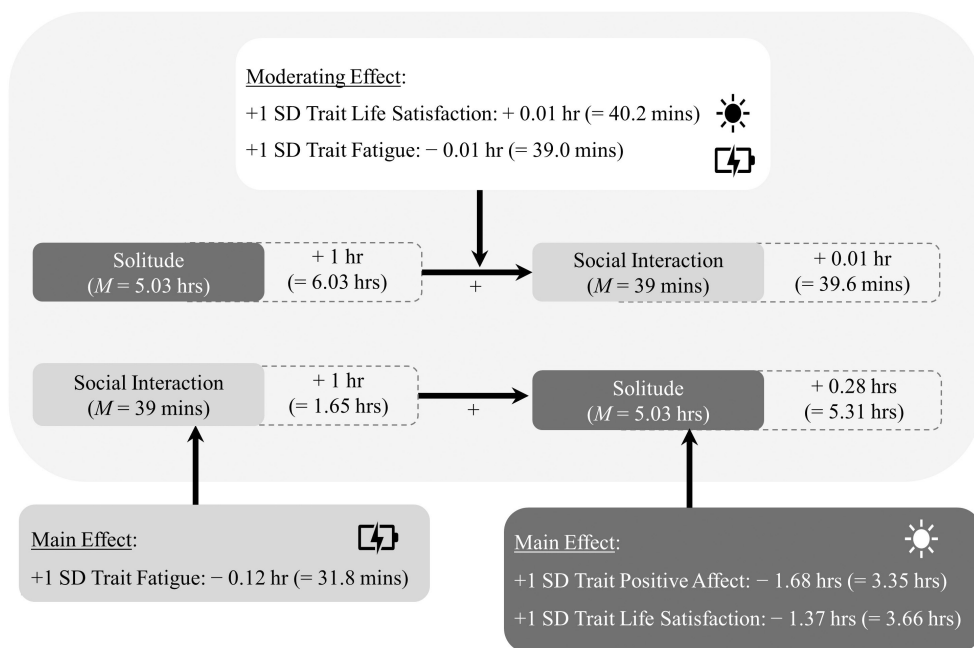 Moderating Effect:
+1 SD Trait Life Satisfaction: + 0.01 hr (= 40.2 mins)
+1 SD Trait Fatigue: − 0.01 hr (= 39.0 mins)
Solitude
(M = 5.03 hrs)
+ 1 hr
(= 6.03 hrs)
+
Social Interaction
(M = 39 mins)
+ 0.01 hr
(= 39.6 mins)
Social Interaction
(M = 39 mins)
+ 1 hr
(= 1.65 hrs)
+
Solitude
(M = 5.03 hrs)
+ 0.28 hrs
(= 5.31 hrs)
Main Effect:
+1 SD Trait Fatigue: − 0.12 hr (= 31.8 mins)
Main Effect:
+1 SD Trait Positive Affect: − 1.68 hrs (= 3.35 hrs)
+1 SD Trait Life Satisfaction: − 1.37 hrs (= 3.66 hrs)